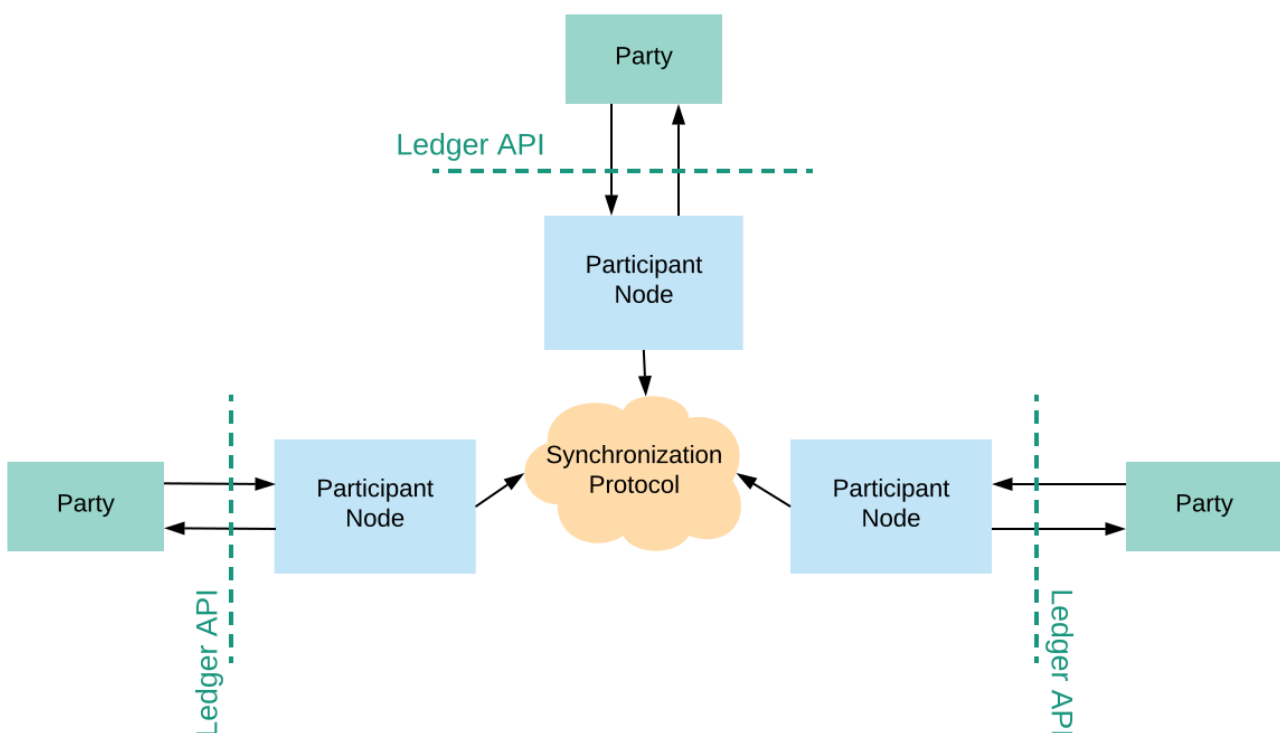 Party
Ledger API
Participant
Node
Synchronization
Protocol
Party
Participant
Node
Participant
Node
Party
Ledger API
Ledger API